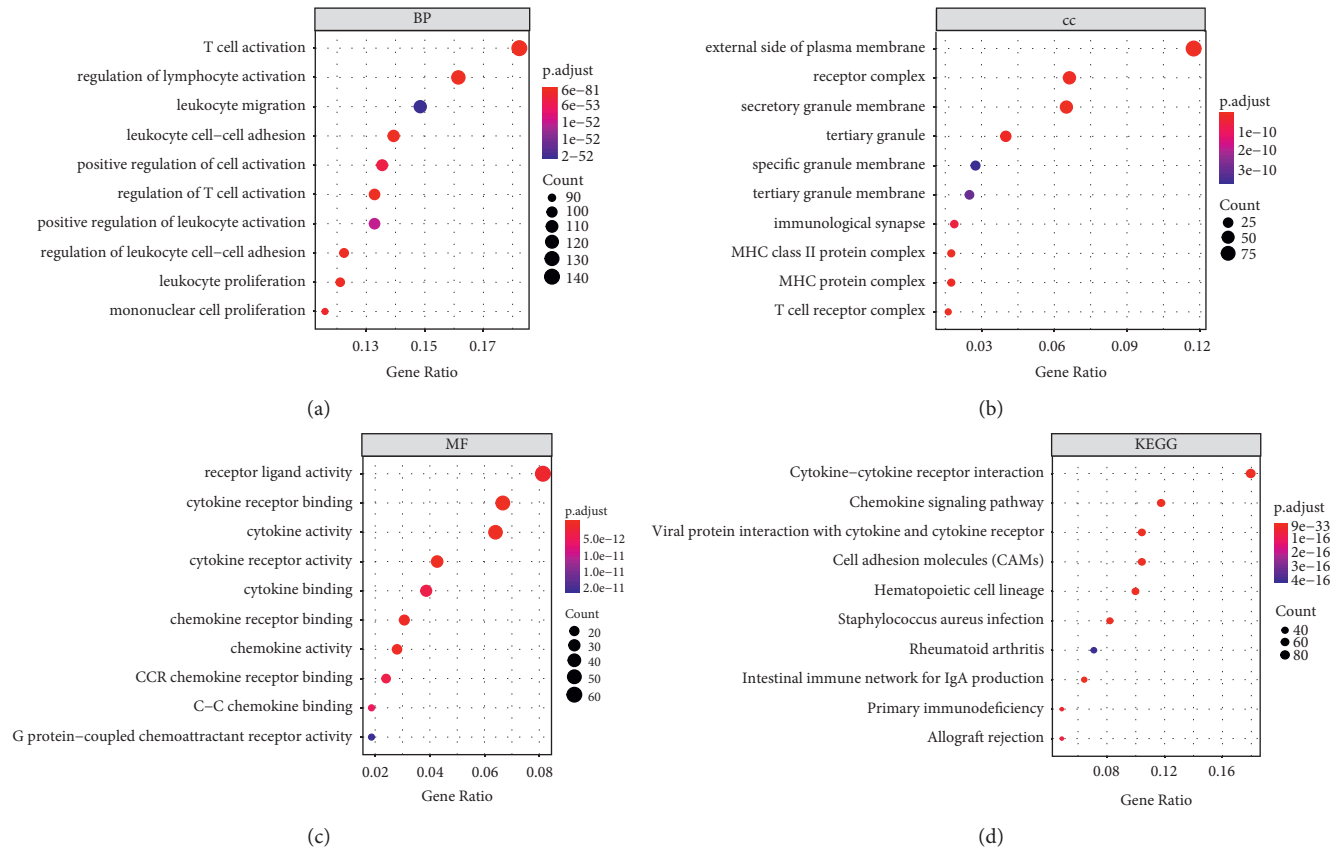 BP
T cell activation
regulation of lymphocyte activation
leukocyte migration
leukocyte cell−cell adhesion
positive regulation of cell activation
regulation of T cell activation
positive regulation of leukocyte activation
regulation of leukocyte cell−cell adhesion
leukocyte proliferation
mononuclear cell proliferation
0.13 0.15 0.17
Gene Ratio
p.adjust
6e−81
6e−53
1e−52
1e−52
2−52
Count
90
100
110
120
130
140
(a)
cc
external side of plasma membrane
receptor complex
secretory granule membrane
tertiary granule
specific granule membrane
tertiary granule membrane
immunological synapse
MHC class II protein complex
MHC protein complex
T cell receptor complex
0.03 0.06 0.09 0.12
Gene Ratio
p.adjust
1e−10
2e−10
3e−10
Count
25
50
75
(b)
MF
receptor ligand activity
cytokine receptor binding
cytokine activity
cytokine receptor activity
cytokine binding
chemokine receptor binding
chemokine activity
CCR chemokine receptor binding
C−C chemokine binding
G protein−coupled chemoattractant receptor activity
0.02 0.04 0.06 0.08
Gene Ratio
p.adjust
5.0e−12
1.0e−11
1.0e−11
2.0e−11
Count
20
30
40
50
60
(c)
KEGG
Cytokine−cytokine receptor interaction
Chemokine signaling pathway
Viral protein interaction with cytokine and cytokine receptor
Cell adhesion molecules (CAMs)
Hematopoietic cell lineage
Staphylococcus aureus infection
Rheumatoid arthritis
Intestinal immune network for IgA production
Primary immunodeficiency
Allograft rejection
0.08 0.12 0.16
Gene Ratio
p.adjust
9e−33
1e−16
2e−16
3e−16
4e−16
Count
40
60
80
(d)